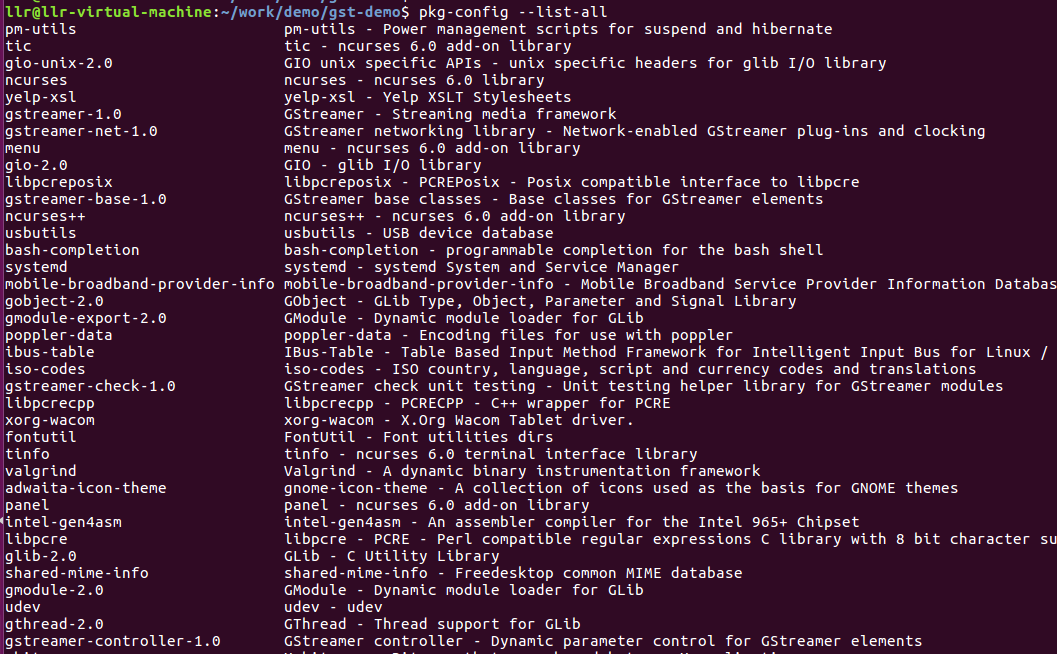 llr@llr-virtual-machine:~/work/demo/gst-demo$ pkg-config --list-all
pm-utils pm-utils - Power management scripts for suspend and hibernate
tic tic - ncurses 6.0 add-on library
gio-unix-2.0 GIO unix specific APIs - unix specific headers for glib I/O library
ncurses ncurses - ncurses 6.0 library
yelp-xsl yelp-xsl - Yelp XSLT Stylesheets
gstreamer-1.0 GStreamer - Streaming media framework
gstreamer-net-1.0 GStreamer networking library - Network-enabled GStreamer plug-ins and clocking
menu menu - ncurses 6.0 add-on library
gio-2.0 GIO - glib I/O library
libpcreposix libpcreposix - PCREPosix - Posix compatible interface to libpcre
gstreamer-base-1.0 GStreamer base classes - Base classes for GStreamer elements
ncurses++ ncurses++ - ncurses 6.0 add-on library
usbutils usbutils - USB device database
bash-completion bash-completion - programmable completion for the bash shell
systemd systemd - systemd System and Service Manager
mobile-broadband-provider-info mobile-broadband-provider-info - Mobile Broadband Service Provider Information Databas
gobject-2.0 GObject - GLib Type, Object, Parameter and Signal Library
gmodule-export-2.0 GModule - Dynamic module loader for GLib
poppler-data poppler-data - Encoding files for use with poppler
ibus-table IBus-Table - Table Based Input Method Framework for Intelligent Input Bus for Linux /
iso-codes iso-codes - ISO country, language, script and currency codes and translations
gstreamer-check-1.0 GStreamer check unit testing - Unit testing helper library for GStreamer modules
libpcrecpp libpcrecpp - PCRECPP - C++ wrapper for PCRE
xorg-wacom xorg-wacom - X.Org Wacom Tablet driver.
fontutil FontUtil - Font utilities dirs
tinfo tinfo - ncurses 6.0 terminal interface library
valgrind Valgrind - A dynamic binary instrumentation framework
adwaita-icon-theme gnome-icon-theme - A collection of icons used as the basis for GNOME themes
panel panel - ncurses 6.0 add-on library
intel-gen4asm intel-gen4asm - An assembler compiler for the Intel 965+ Chipset
libpcre libpcre - PCRE - Perl compatible regular expressions C library with 8 bit character su
glib-2.0 GLib - C Utility Library
shared-mime-info shared-mime-info - Freedesktop common MIME database
gmodule-2.0 GModule - Dynamic module loader for GLib
udev udev - udev
gthread-2.0 GThread - Thread support for GLib
gstreamer-controller-1.0 GStreamer controller - Dynamic parameter control for GStreamer elements